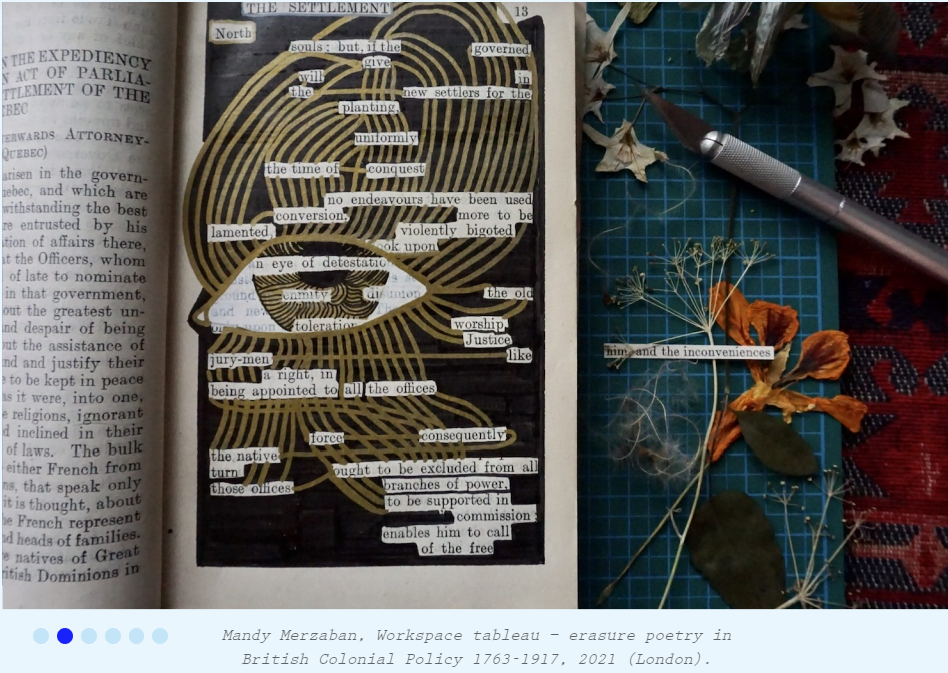 N THE EXPEDIENCY
N ACT OF PARLIA-
TTLEMENT OF THE
BEC
ERWARDS ATTORNEY-
QUEBEC)
arisen in the govern-
uebec, and which are
withstanding the best
re entrusted by his
ation of affairs there,
at the Officers, whom
of late to nominate
in that government,
out the greatest un-
nd despair of being
out the assistance of
nd and justify their
e to be kept in peace
as it were, into one,
e religions, ignorant
d inclined in their
of laws. The bulk
either French from
ns, that speak only
it is thought, about
he French represent
nd heads of families.
e natives of Great
ritish Dominions in
THE SETTLEMENT 13
North
souls; but, if the governed
give
will in
the new settlers for the
planting,
uniformly
the time of conquest
no endeavours have been used
conversion, more to be
lamented, violently bigoted
ook upon
an eye of detestatio
enmity disunion the old
toleration worship,
Justice
jury-men like
a right, in
being appointed to all the offices
force consequently
the native
turn ought to be excluded from all
those offices branches of power,
to be supported in
commission
enables him to call
of the free
him, and the inconveniences
Mandy Merzaban, Workspace tableau – erasure poetry in
British Colonial Policy 1763-1917, 2021 (London).